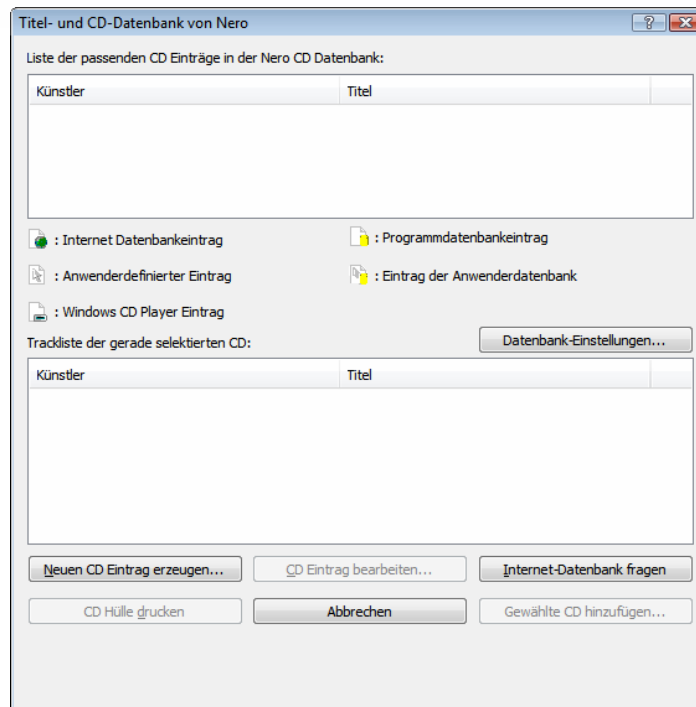 Titel- und CD-Datenbank von Nero
Liste der passenden CD Einträge in der Nero CD Datenbank:
Künstler Titel
: Internet Datenbankeintrag : Programmdatenbankeintrag
: Anwenderdefinierter Eintrag : Eintrag der Anwenderdatenbank
: Windows CD Player Eintrag
Trackliste der gerade selektierten CD: Datenbank-Einstellungen...
Künstler Titel
Neuen CD Eintrag erzeugen... CD Eintrag bearbeiten... Internet-Datenbank fragen
CD Hülle drucken Abbrechen Gewählte CD hinzufügen...